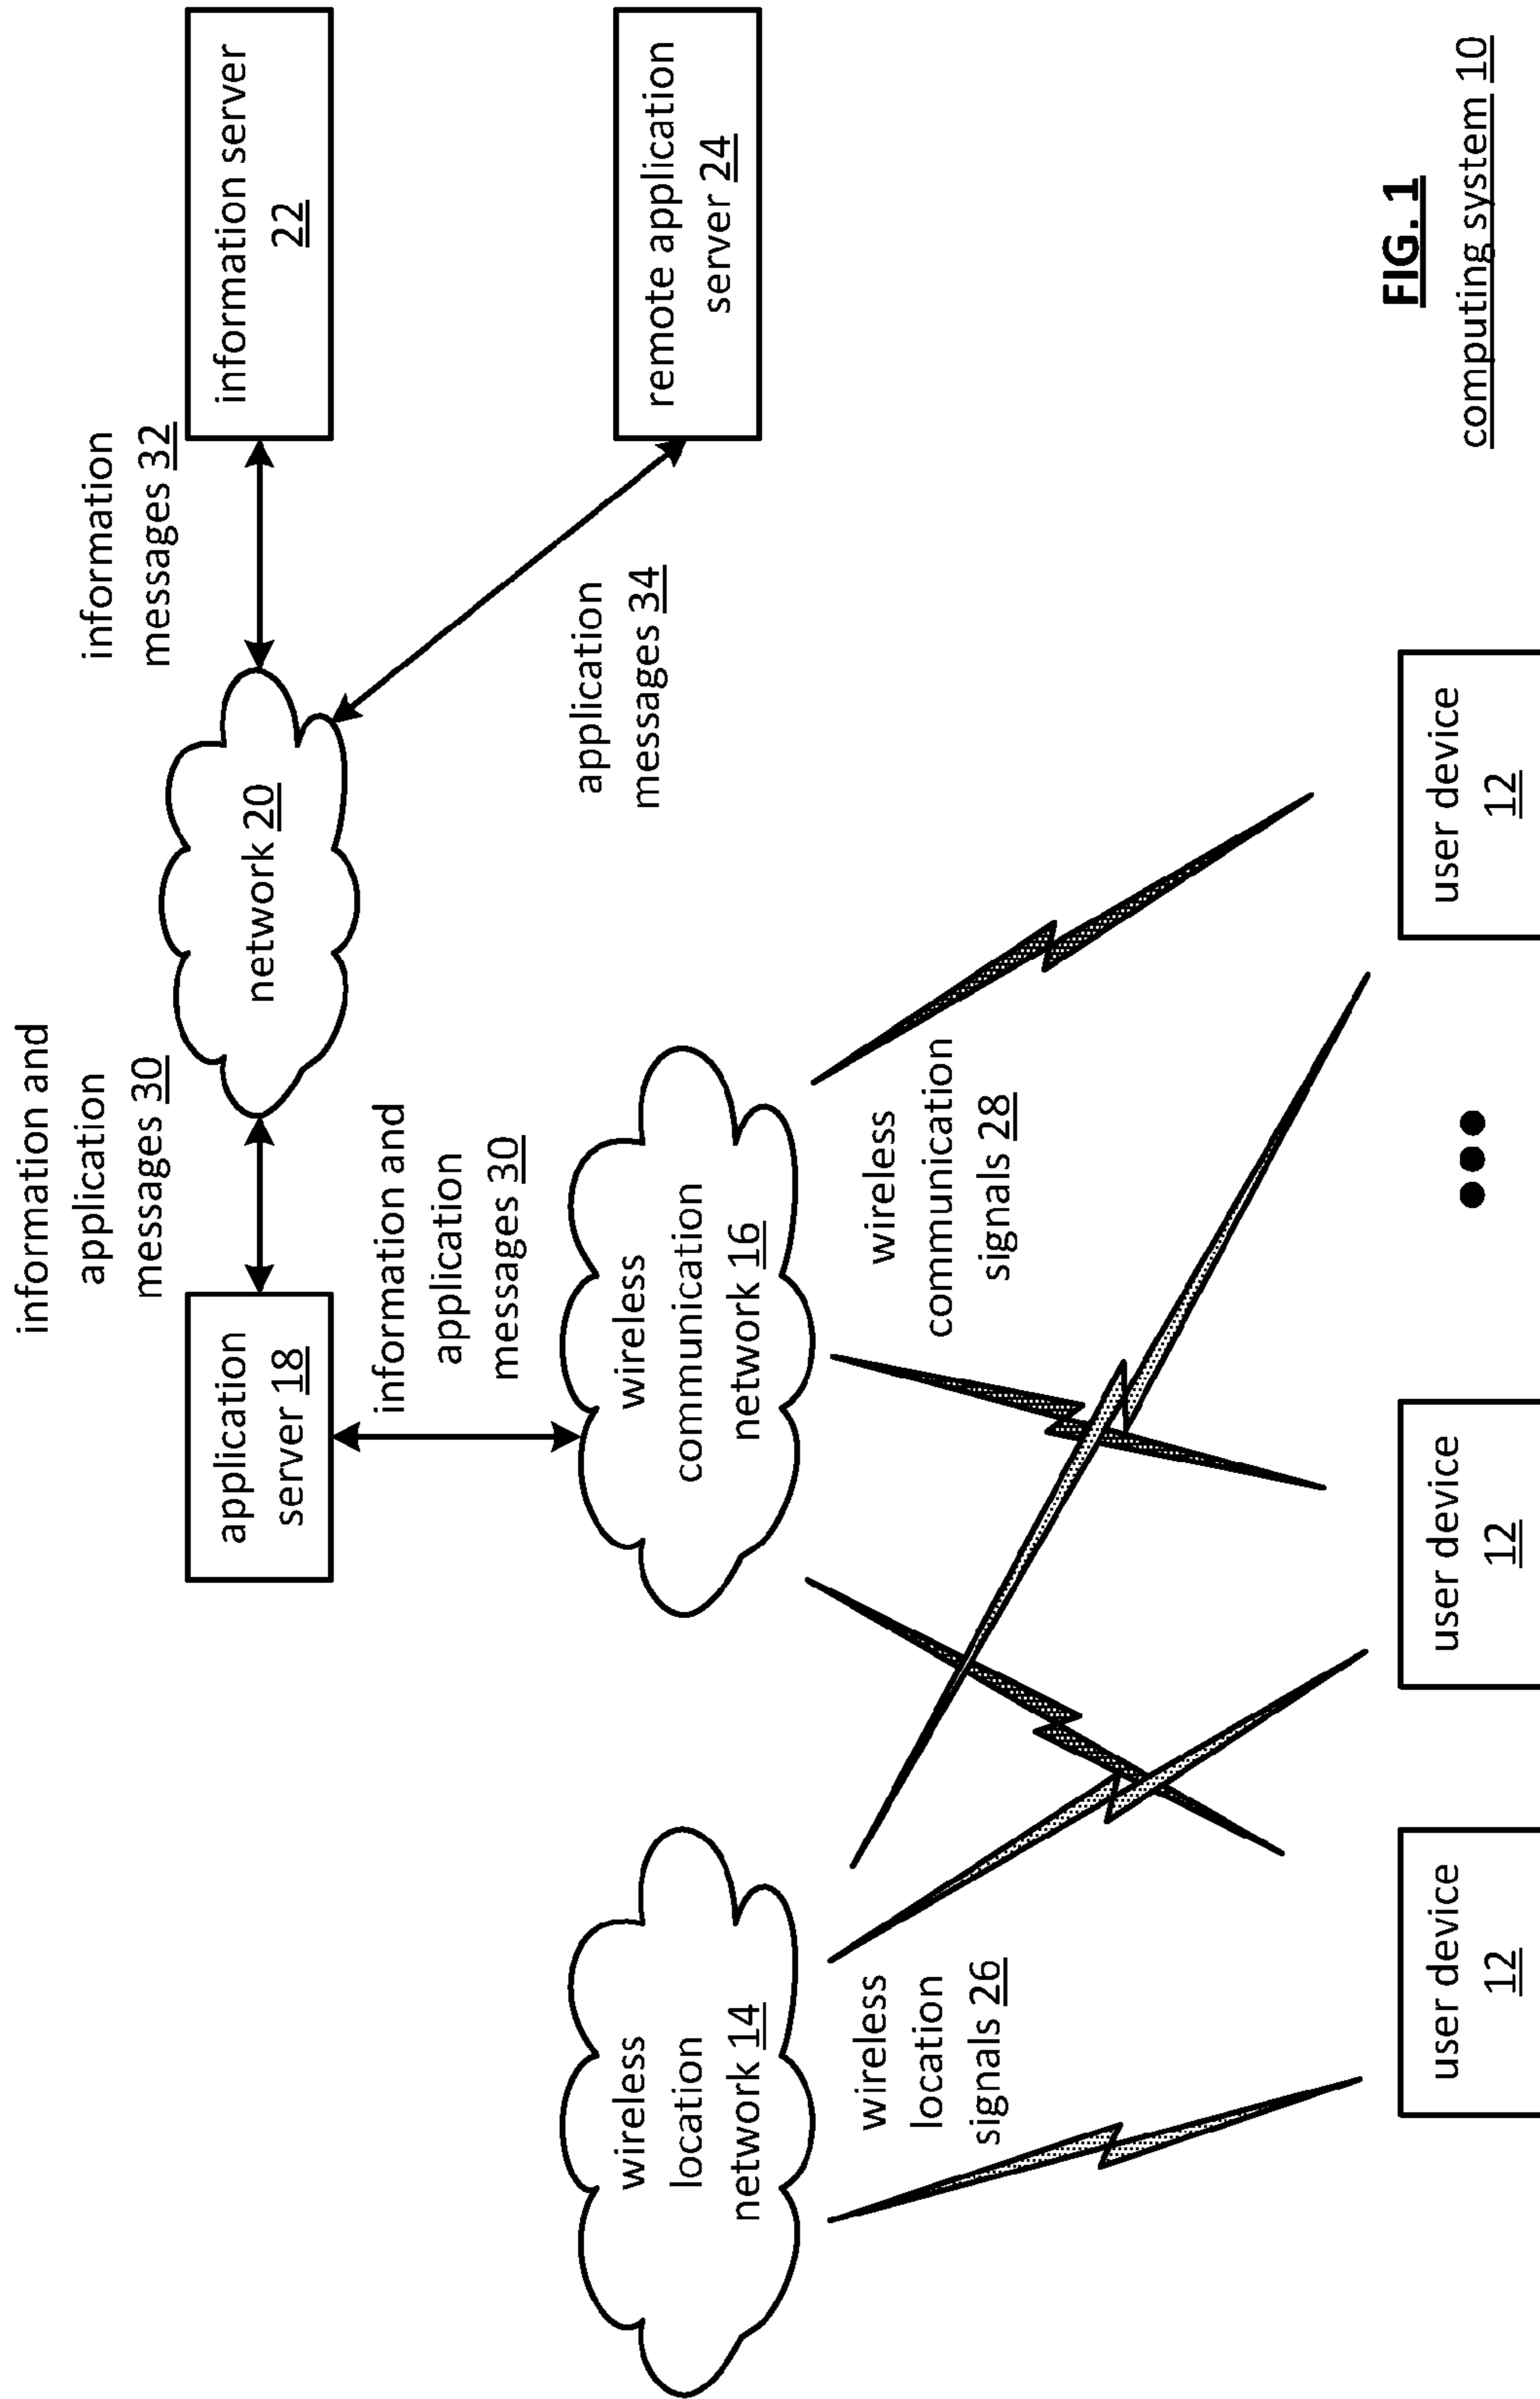 information and
application
messages 30
information
messages 32
application
server 18
network 20
information server
22
information and
application
messages 30
application
messages 34
remote application
server 24
wireless
location
network 14
wireless
communication
network 16
wireless
location
signals 26
wireless
communication
signals 28
user device
12
user device
12
user device
12
FIG. 1
computing system 10